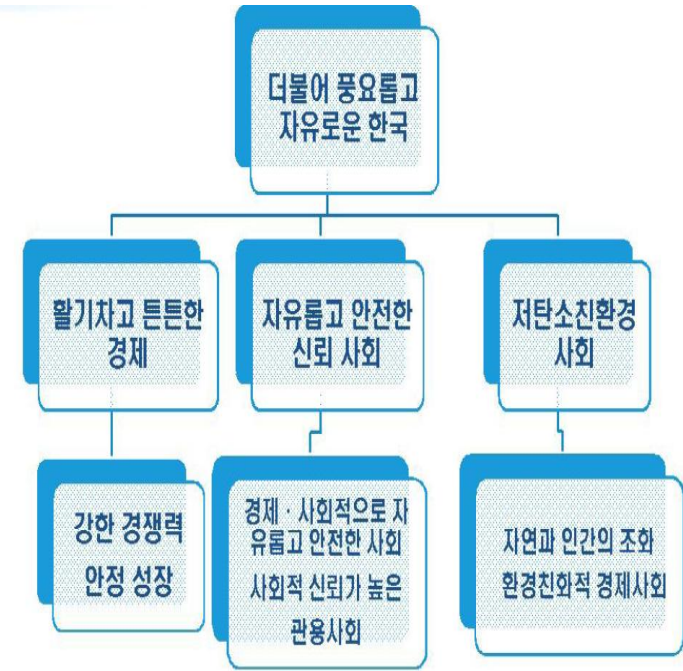 더불어 풍요롭고
자유로운 한국
활기차고 튼튼한
경제
자유롭고 안전한
신뢰 사회
저탄소친환경
사회
강한 경쟁력
안정 성장
경제 · 사회적으로 자
유롭고 안전한 사회
사회적 신뢰가 높은
관용사회
자연과 인간의 조화
환경친화적 경제사회